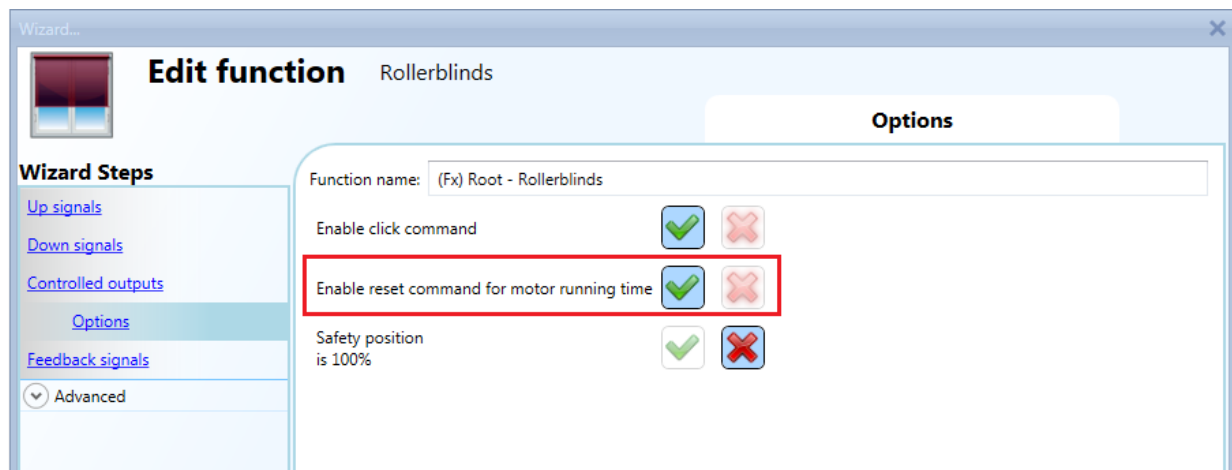 Wizard...
Edit function Rollerblinds
Options
Wizard Steps
Up signals
Down signals
Controlled outputs
Options
Feedback signals
Advanced
Function name: (Fx) Root - Rollerblinds
Enable click command
Enable reset command for motor running time
Safety position
is 100%